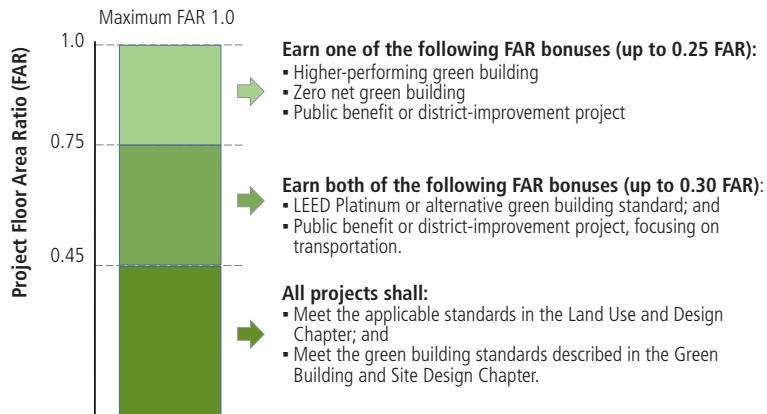 Maximum FAR 1.0
Project Floor Area Ratio (FAR)
1.0
0.75
0.45
Earn one of the following FAR bonuses (up to 0.25 FAR):
▪ Higher-performing green building
▪ Zero net green building
▪ Public benefit or district-improvement project
Earn both of the following FAR bonuses (up to 0.30 FAR):
▪ LEED Platinum or alternative green building standard; and
▪ Public benefit or district-improvement project, focusing on
transportation.
All projects shall:
▪ Meet the applicable standards in the Land Use and Design
Chapter; and
▪ Meet the green building standards described in the Green
Building and Site Design Chapter.